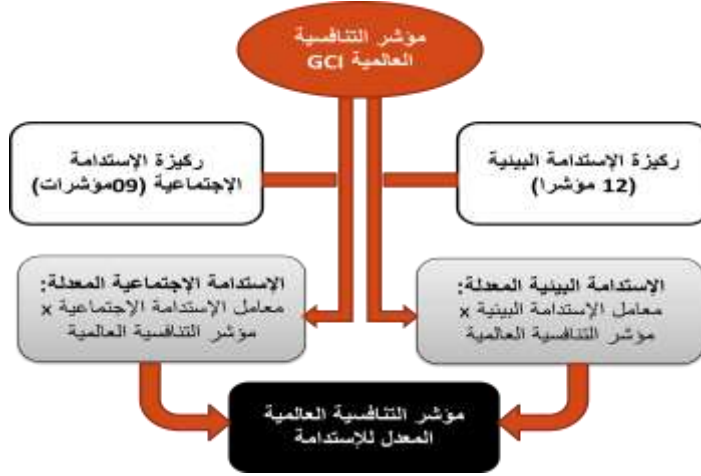 مؤشر التنافسية
العالمية GCI
ركيزة الإستدامة البيئية
(12 مؤشرا)
ركيزة الإستدامة
الإجتماعية (09مؤشرات)
الإستدامة البيئية المعدلة:
معامل الإستدامة البيئية ×
مؤشر التنافسية العالمية
الإستدامة الإجتماعية المعدلة:
معامل الإستدامة الإجتماعية ×
مؤشر التنافسية العالمية
مؤشر التنافسية العالمية
المعدل للإستدامة